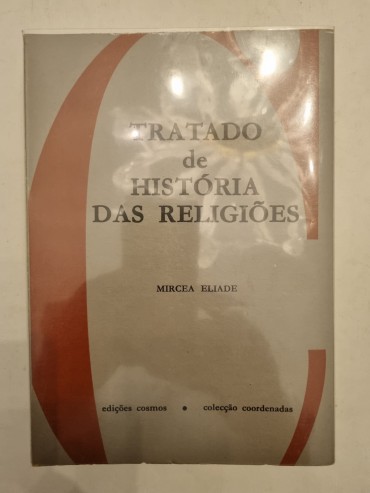 TRATADO
de
HISTÓRIA
DAS RELIGIÕES
MIRCEA ELIADE
edições cosmos • colecção coordenadas